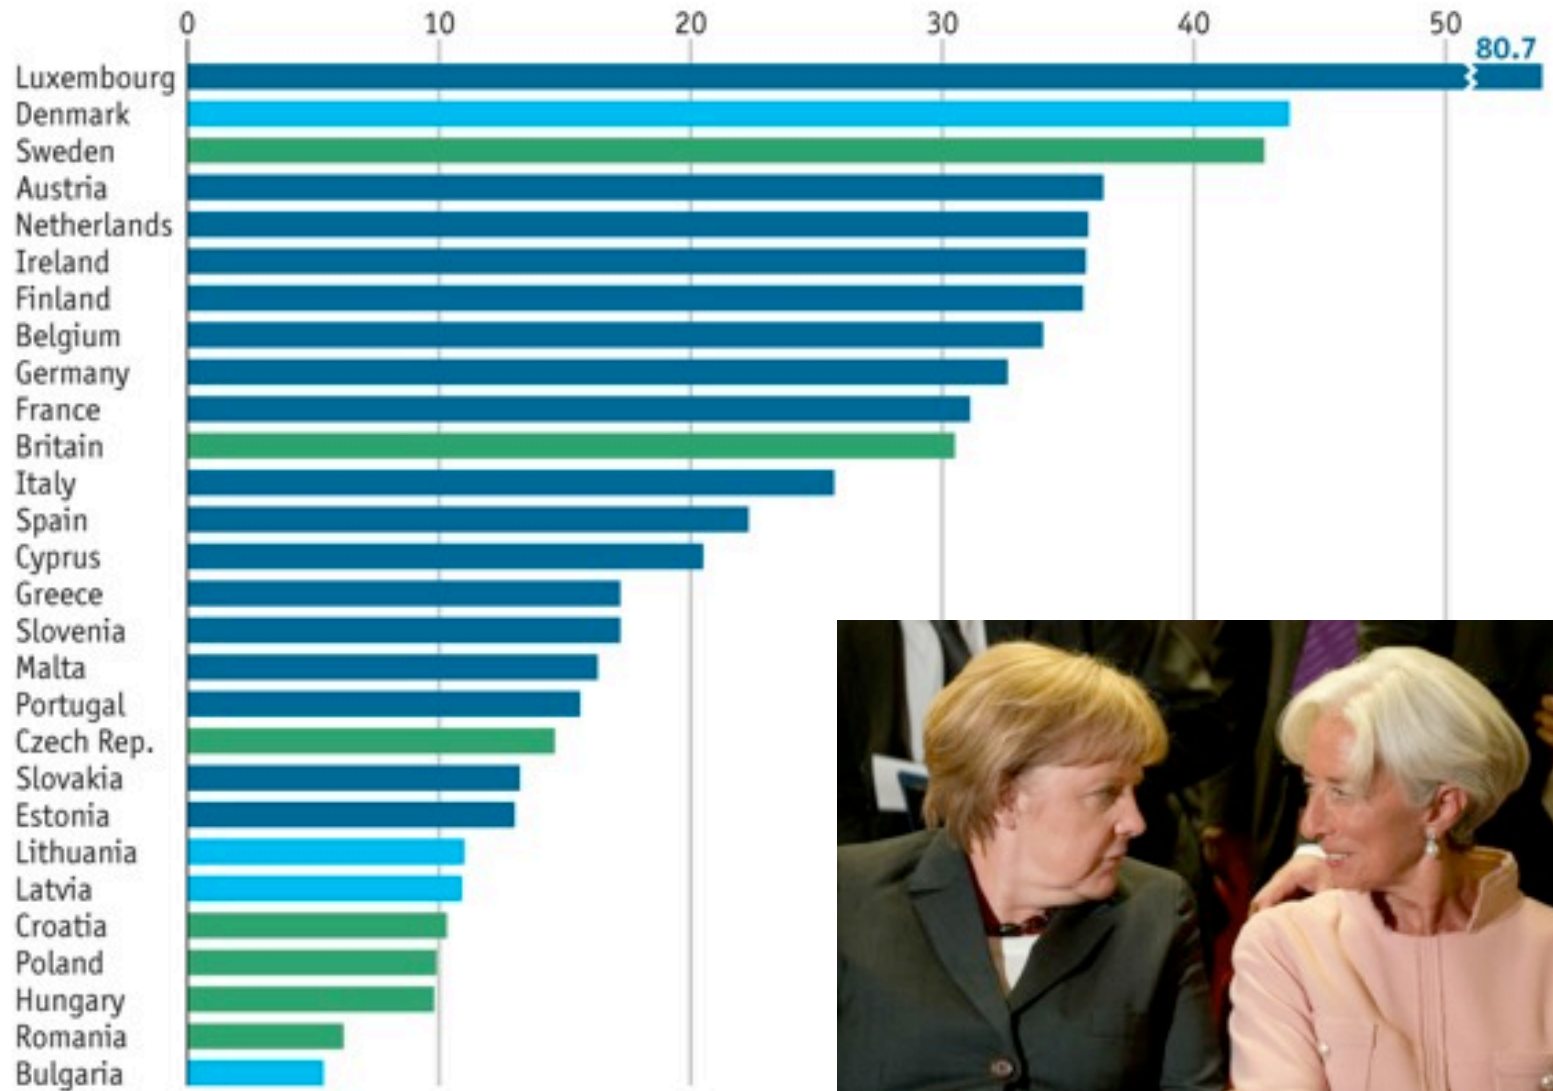 0 10 20 30 40 50
80.7
Luxembourg
Denmark
Sweden
Austria
Netherlands
Ireland
Finland
Belgium
Germany
France
Britain
Italy
Spain
Cyprus
Greece
Slovenia
Malta
Portugal
Czech Rep.
Slovakia
Estonia
Lithuania
Latvia
Croatia
Poland
Hungary
Romania
Bulgaria